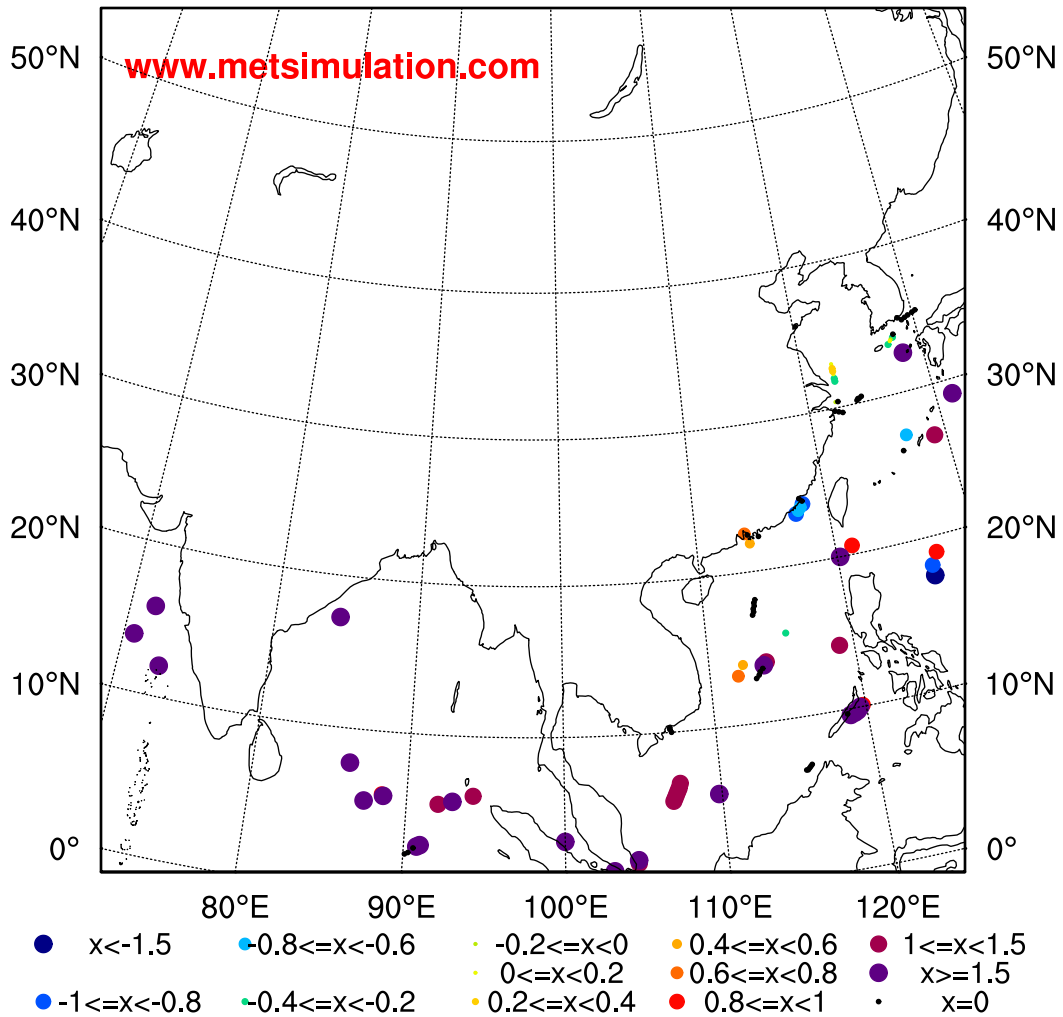 www.metsimulation.com
50°N 50°N
40°N 40°N
30°N 30°N
20°N 20°N
10°N 10°N
0° 0°
80°E 90°E 100°E 110°E 120°E
x<-1.5 -0.8<=x<-0.6 -0.2<=x<0 0.4<=x<0.6 1<=x<1.5
0<=x<0.2 0.6<=x<0.8 x>=1.5
-1<=x<-0.8 -0.4<=x<-0.2 0.2<=x<0.4 0.8<=x<1 x=0